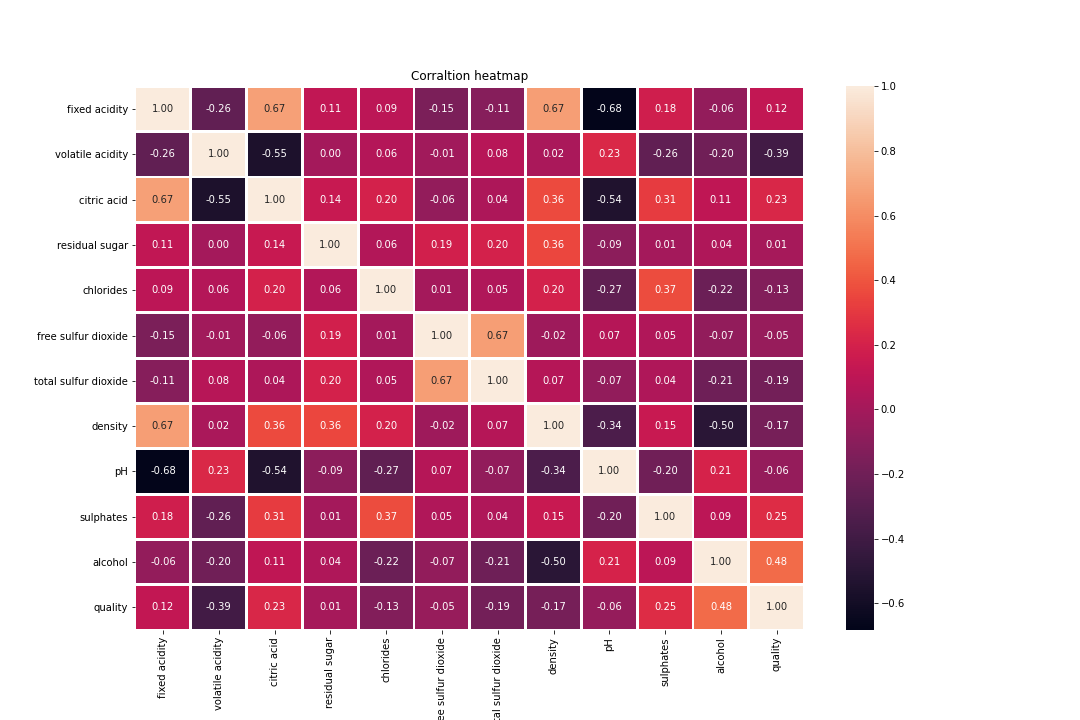 Corraltion heatmap
fixed acidity 1.00 -0.26 0.67 0.11 0.09 -0.15 -0.11 0.67 -0.68 0.18 -0.06 0.12
volatile acidity -0.26 1.00 -0.55 0.00 0.06 -0.01 0.08 0.02 0.23 -0.26 -0.20 -0.39
citric acid 0.67 -0.55 1.00 0.14 0.20 -0.06 0.04 0.36 -0.54 0.31 0.11 0.23
residual sugar 0.11 0.00 0.14 1.00 0.06 0.19 0.20 0.36 -0.09 0.01 0.04 0.01
chlorides 0.09 0.06 0.20 0.06 1.00 0.01 0.05 0.20 -0.27 0.37 -0.22 -0.13
free sulfur dioxide -0.15 -0.01 -0.06 0.19 0.01 1.00 0.67 -0.02 0.07 0.05 -0.07 -0.05
total sulfur dioxide -0.11 0.08 0.04 0.20 0.05 0.67 1.00 0.07 -0.07 0.04 -0.21 -0.19
density 0.67 0.02 0.36 0.36 0.20 -0.02 0.07 1.00 -0.34 0.15 -0.50 -0.17
pH -0.68 0.23 -0.54 -0.09 -0.27 0.07 -0.07 -0.34 1.00 -0.20 0.21 -0.06
sulphates 0.18 -0.26 0.31 0.01 0.37 0.05 0.04 0.15 -0.20 1.00 0.09 0.25
alcohol -0.06 -0.20 0.11 0.04 -0.22 -0.07 -0.21 -0.50 0.21 0.09 1.00 0.48
quality 0.12 -0.39 0.23 0.01 -0.13 -0.05 -0.19 -0.17 -0.06 0.25 0.48 1.00
fixed acidity
volatile acidity
citric acid
residual sugar
chlorides
ee sulfur dioxide
tal sulfur dioxide
density
pH
sulphates
alcohol
quality
1.0
0.8
0.6
0.4
0.2
0.0
−0.2
−0.4
−0.6